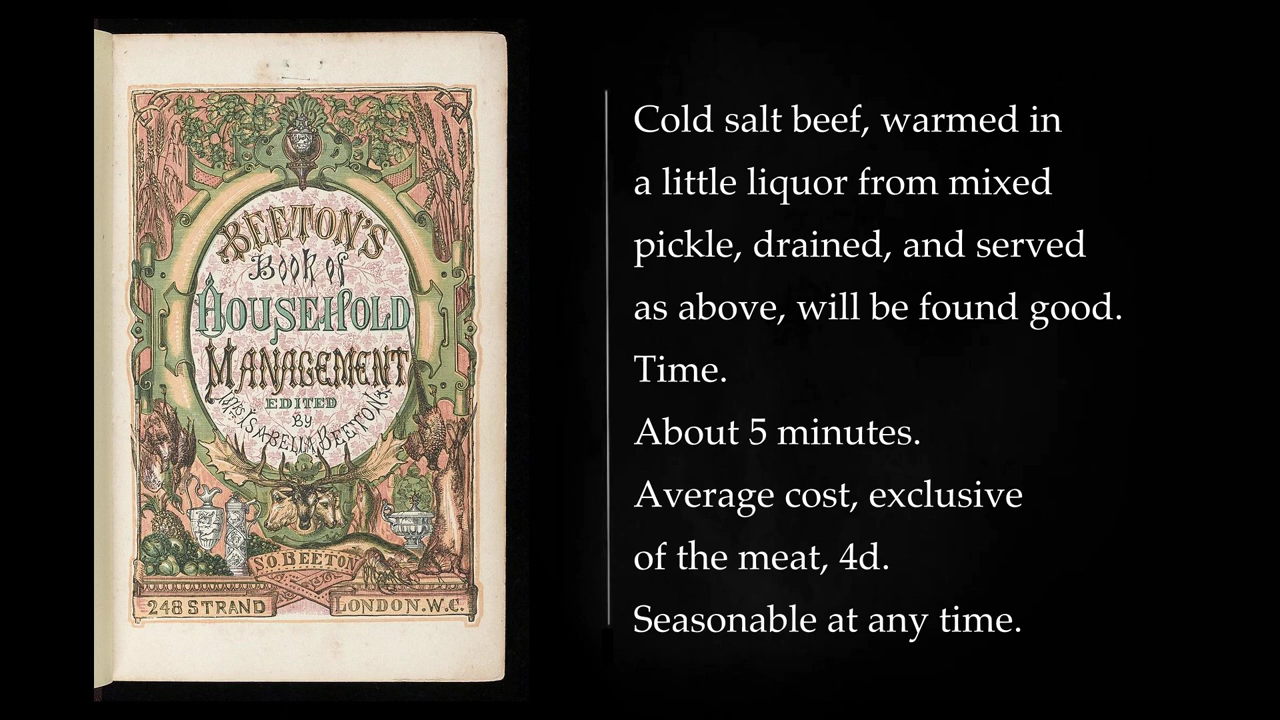 BEETON'S
Book of
HOUSEHOLD
MANAGEMENT
EDITED
BY
MRS ISABELLA BEETON
S.O. BEETON
248 STRAND
LONDON. W.C.
Cold salt beef, warmed in
a little liquor from mixed
pickle, drained, and served
as above, will be found good.
Time.
About 5 minutes.
Average cost, exclusive
of the meat, 4d.
Seasonable at any time.